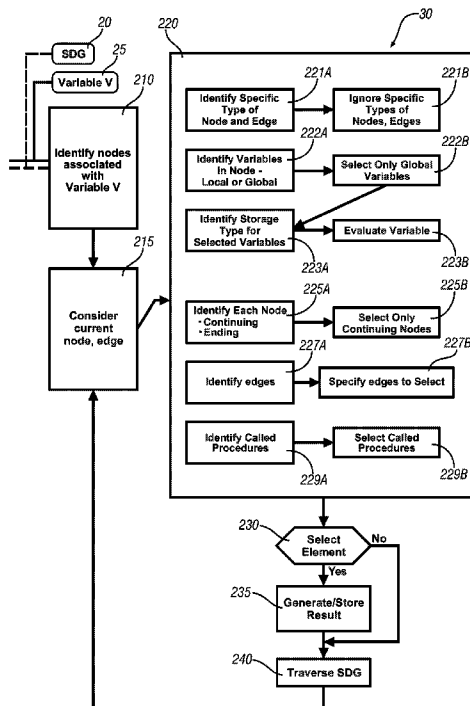 20
SDG
25
Variable V
210
Identify nodes
associated
with
Variable V
215
Consider
current
node, edge
220
30
Identify Specific
Type of
Node and Edge
221A
Ignore Specific
Types of
Nodes, Edges
221B
Identify Variables
In Node -
Local or Global
222A
Select Only Global
Variables
222B
Identify Storage
Type for
Selected Variables
223A
Evaluate Variable
223B
Identify Each Node
· Continuing
· Ending
225A
Select Only
Continuing Nodes
225B
Identify edges
227A
Specify edges to Select
227B
Identify Called
Procedures
229A
Select Called
Procedures
229B
230
Select
Element
No
Yes
235
Generate/Store
Result
240
Traverse SDG